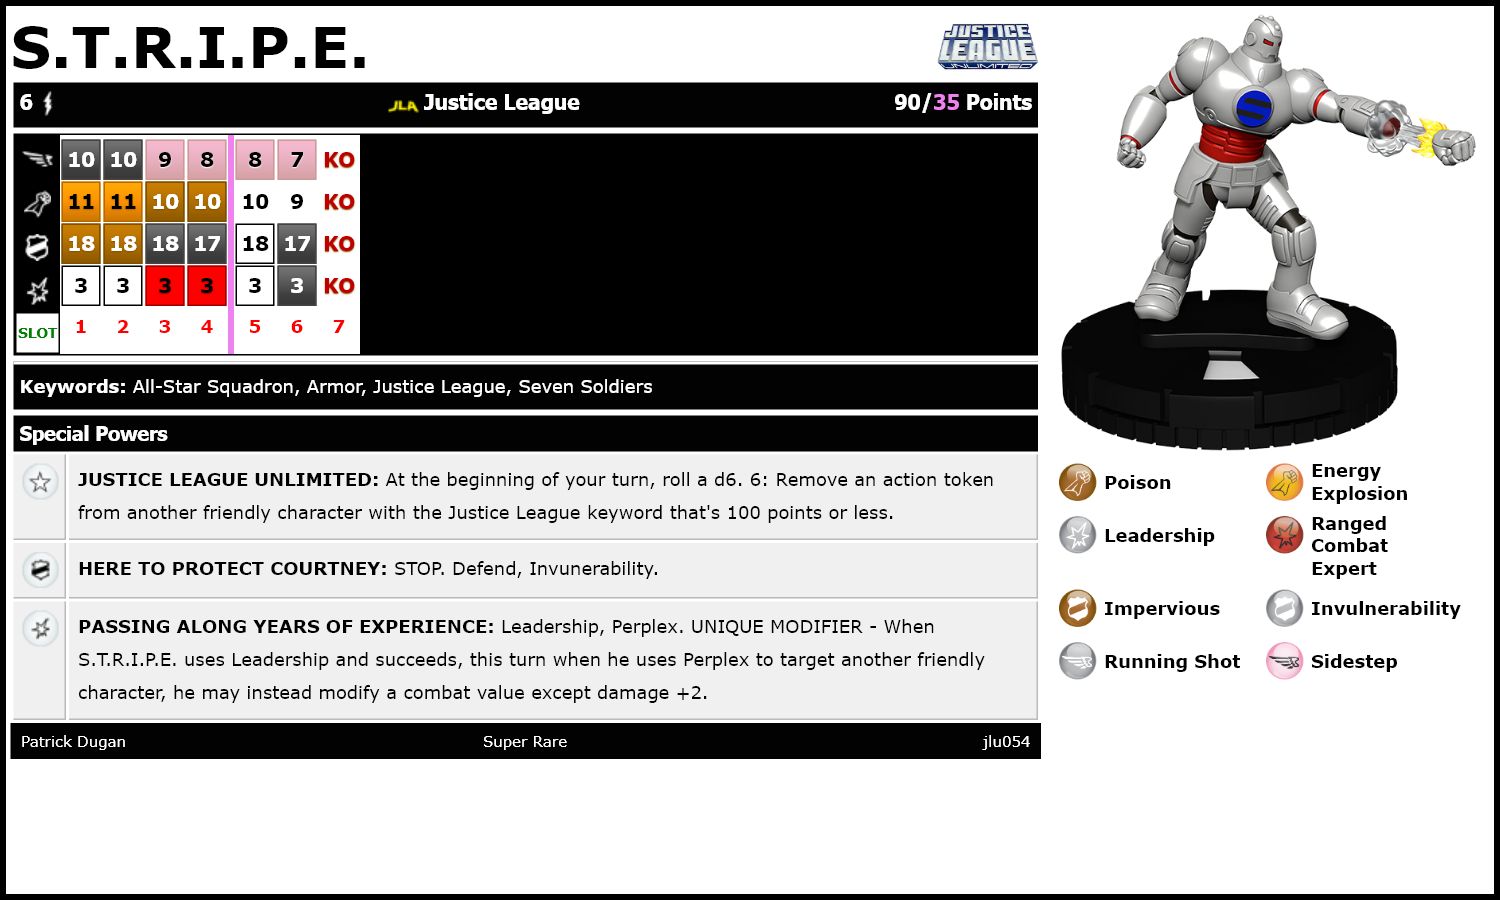 S.T.R.I.P.E.
JUSTICE
LEAGUE
UNLIMITED
6 JLA Justice League 90/35 Points
10 10 9 8 8 7 KO
11 11 10 10 10 9 KO
18 18 18 17 18 17 KO
3 3 3 3 3 3 KO
SLOT 1 2 3 4 5 6 7
Keywords: All-Star Squadron, Armor, Justice League, Seven Soldiers
Special Powers
JUSTICE LEAGUE UNLIMITED: At the beginning of your turn, roll a d6. 6: Remove an action token
from another friendly character with the Justice League keyword that's 100 points or less.
HERE TO PROTECT COURTNEY: STOP. Defend, Invunerability.
PASSING ALONG YEARS OF EXPERIENCE: Leadership, Perplex. UNIQUE MODIFIER - When
S.T.R.I.P.E. uses Leadership and succeeds, this turn when he uses Perplex to target another friendly
character, he may instead modify a combat value except damage +2.
Patrick Dugan Super Rare jlu054
Poison
Energy
Explosion
Leadership
Ranged
Combat
Expert
Impervious
Invulnerability
Running Shot
Sidestep